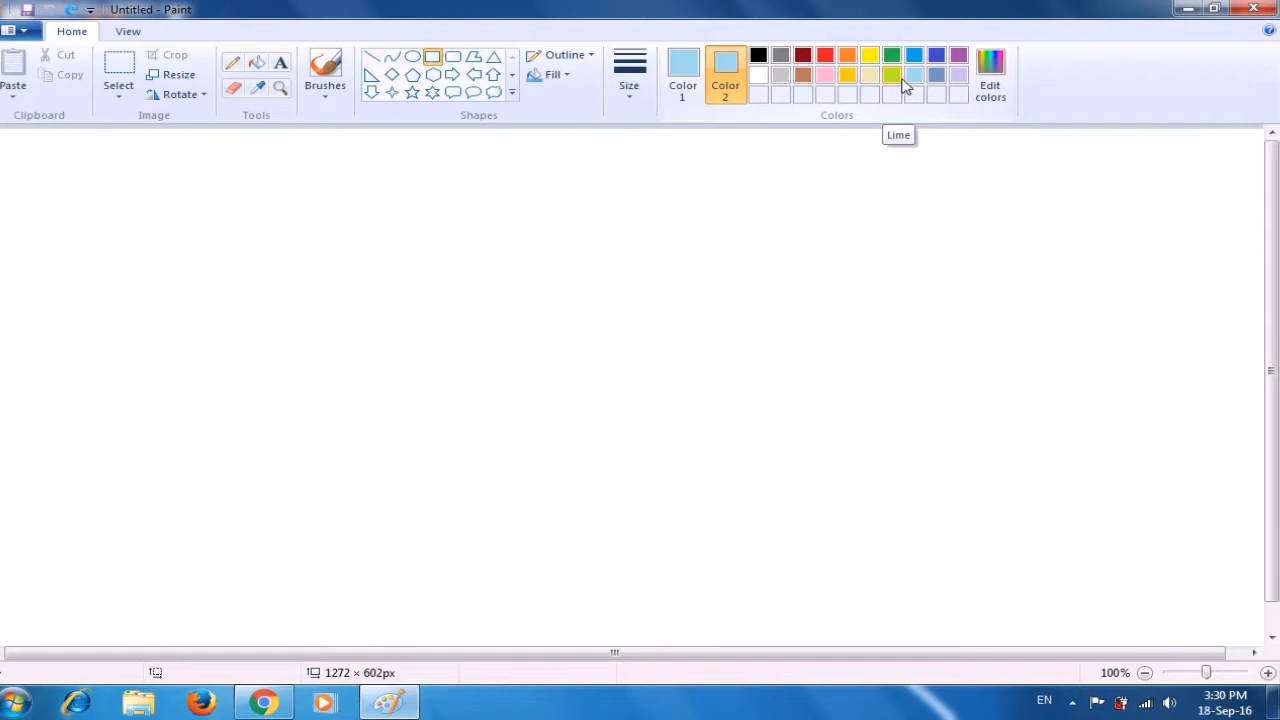 Untitled - Paint
Home View
Paste
Cut
Copy
Clipboard
Select
Crop
Resize
Rotate
Image
A
Tools
Brushes
Shapes
Outline
Fill
Size
Color 1
Color 2
Edit colors
Colors
Lime
1272 × 602px
100%
EN
3:30 PM
18-Sep-16